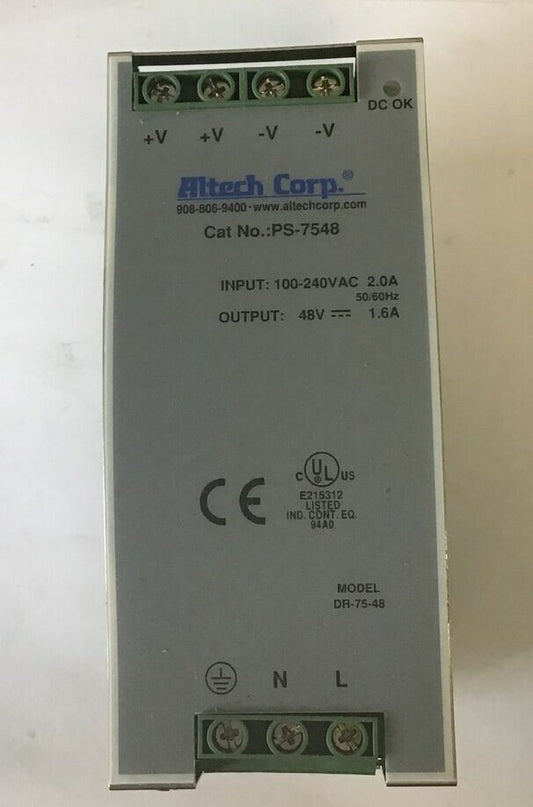 DC OK
+V +V -V -V
Altech Corp.®
908-806-9400 · www.altechcorp.com
Cat No.:PS-7548
INPUT: 100-240VAC 2.0A
50/60Hz
OUTPUT: 48V ⎓ 1.6A
CE
C UL ® US
E215312
LISTED
IND. CONT. EQ.
94A0
MODEL
DR-75-48
N L